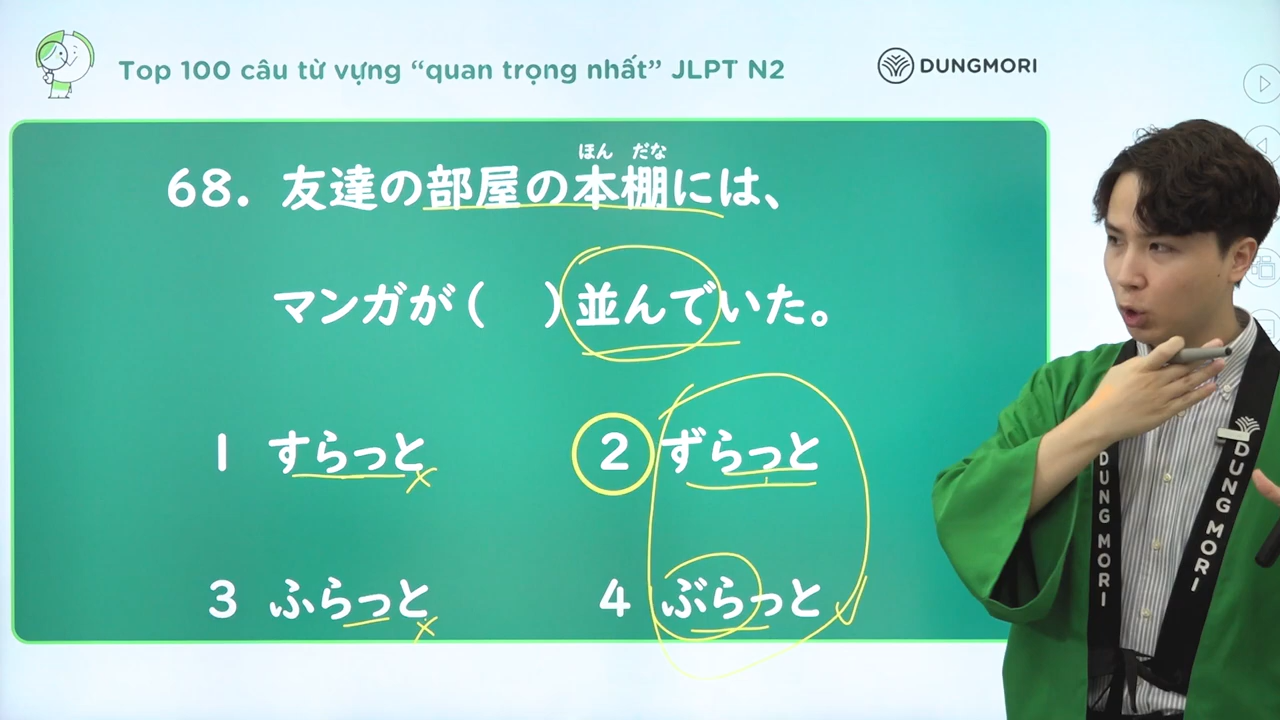 Top 100 câu từ vựng “quan trọng nhất” JLPT N2
DUNGMORI
ほん だな
68. 友達の部屋の本棚には、
マンガが( )並んでいた。
1 すらっと
2 ずらっと
3 ふらっと
4 ぶらっと
DUNG MORI
DUNG MORI